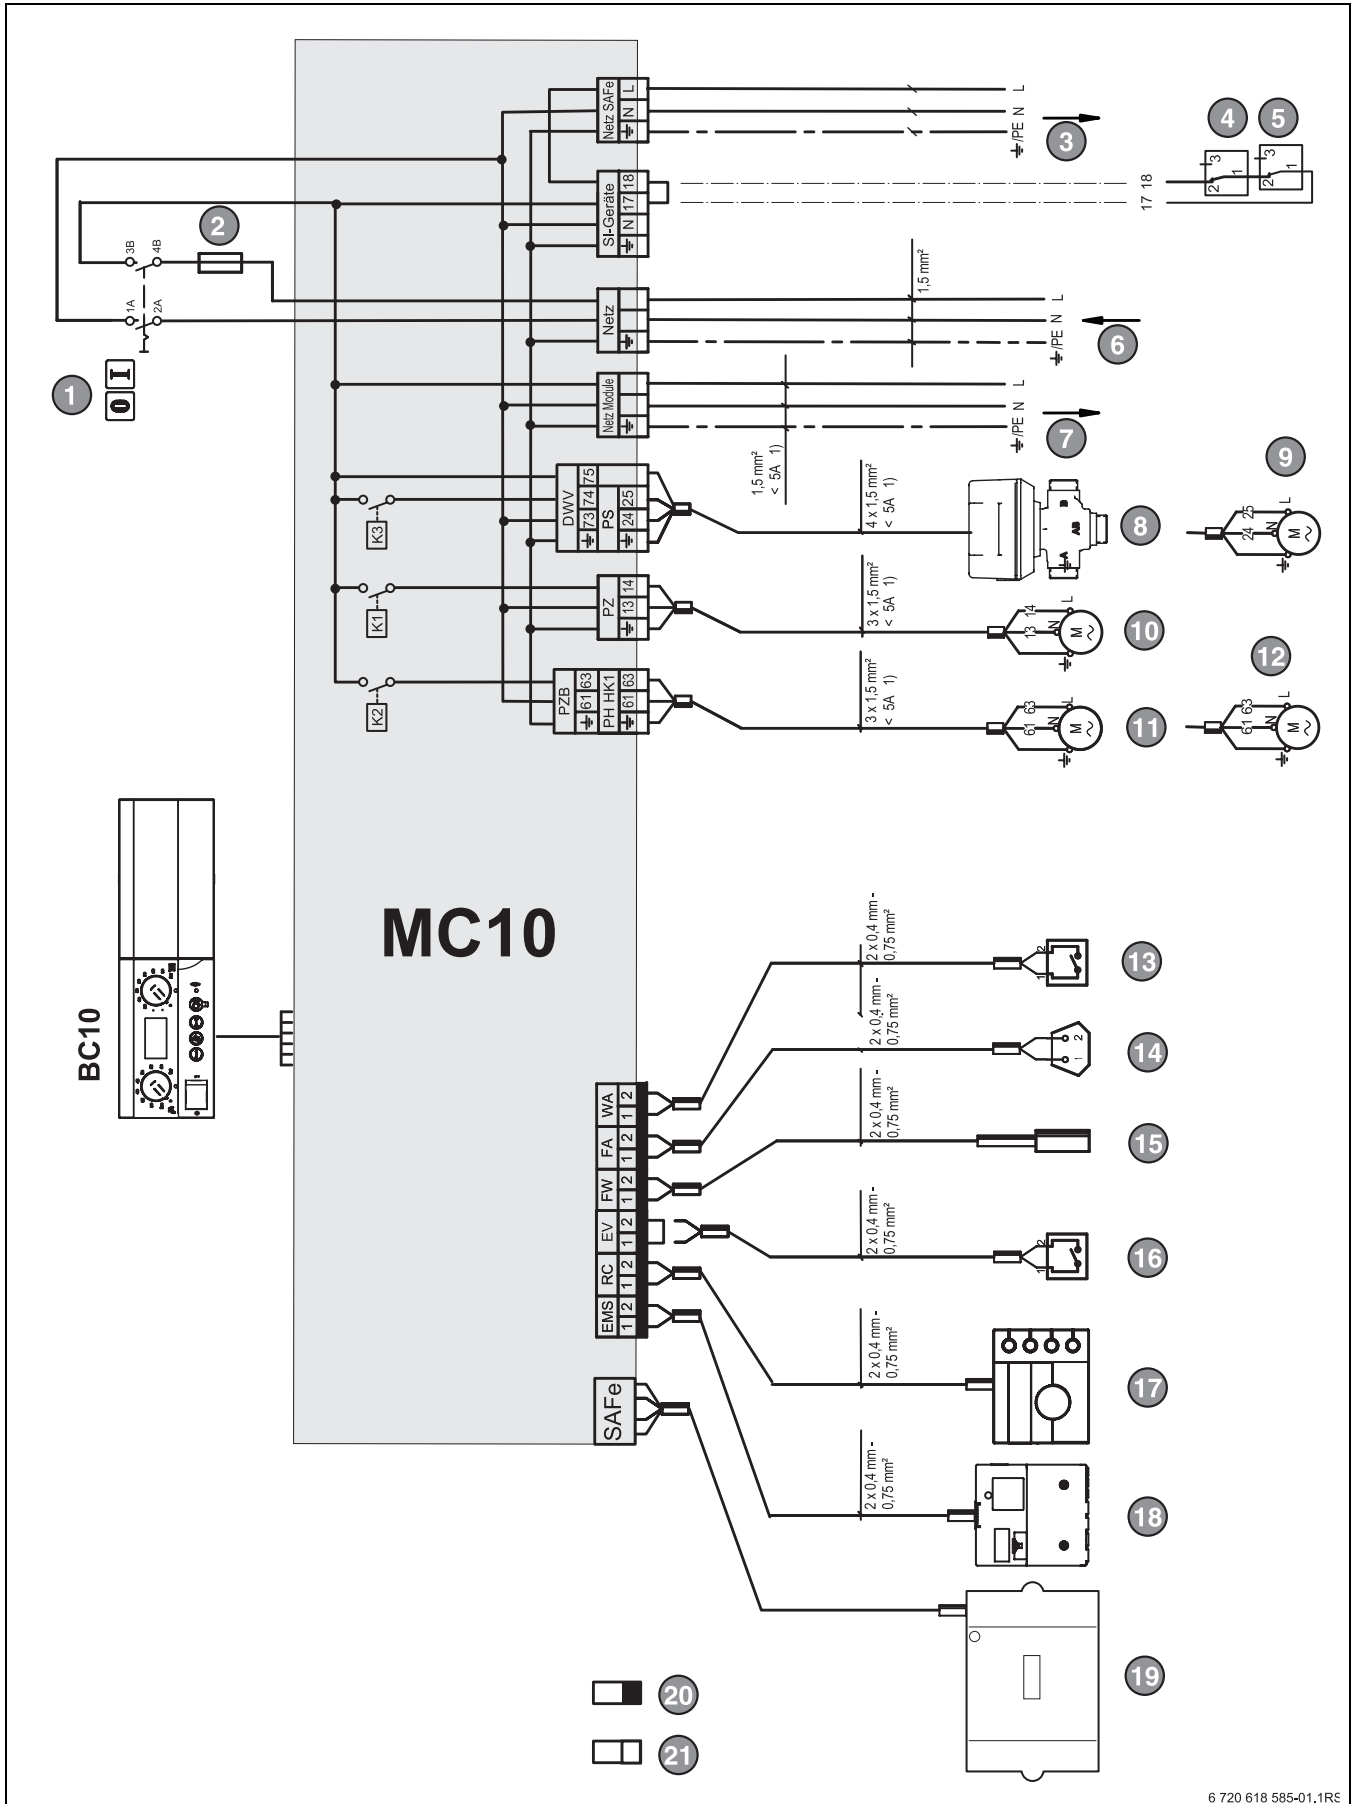 Netz SAFe
L
N
/PE N L
3
4
5
3
1
2
3
1
2
SI-Geräte
N 17 18
17 18
2
3B
4B
1A
2A
1,5 mm²
Netz
/PE N L
6
1
0 I
Netz Module
/PE N L
7
1,5 mm²
< 5A 1)
DWV
73 74 75
PS
24 25
K3
4 x 1,5 mm²
< 5A 1)
A AB B
8
9
24 25
N L
M
PZ
13 14
K1
3 x 1,5 mm²
< 5A 1)
13 14
N L
M
10
PZB
61 63
PH HK1
61 63
K2
3 x 1,5 mm²
< 5A 1)
61 63
N L
M
11
12
61 63
N L
M
BC10
MC10
WA
1 2
2 x 0,4 mm -
0,75 mm²
1 2
13
FA
1 2
2 x 0,4 mm -
0,75 mm²
1 2
14
FW
1 2
2 x 0,4 mm -
0,75 mm²
15
EV
1 2
2 x 0,4 mm -
0,75 mm²
1 2
16
RC
1 2
2 x 0,4 mm -
0,75 mm²
17
EMS
1 2
2 x 0,4 mm -
0,75 mm²
18
SAFe
19
20
21
6 720 618 585-01.1RS